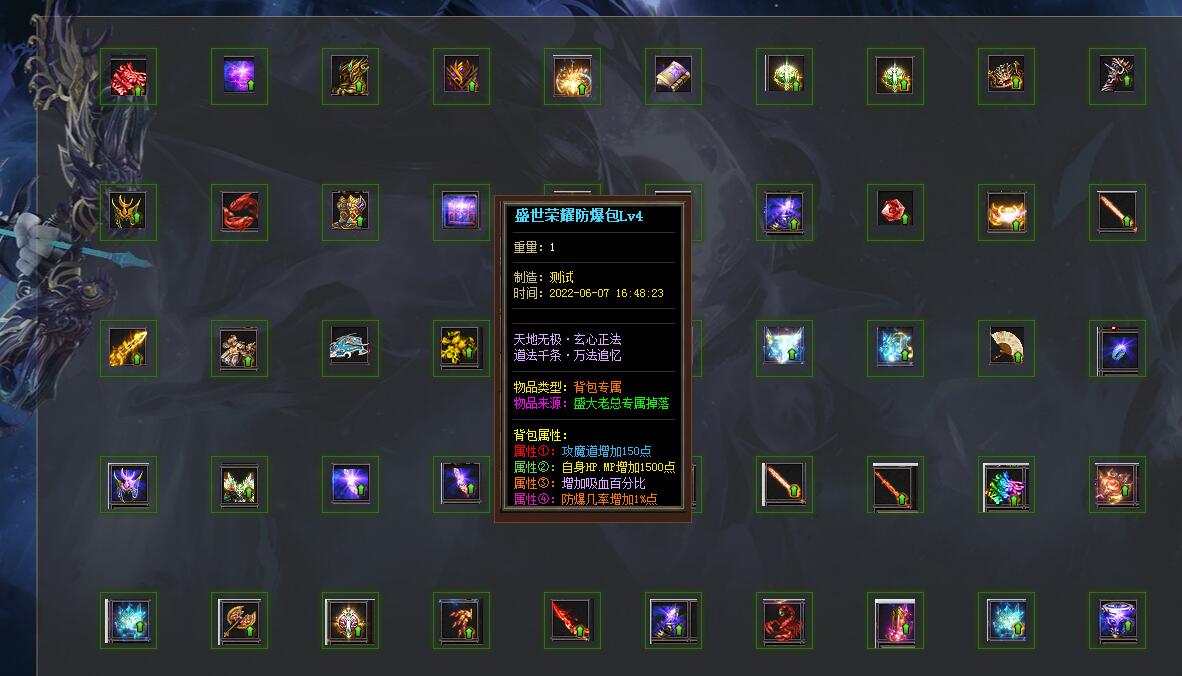 盛世荣耀防爆包Lv4
重量: 1
制造: 测试
时间: 2022-06-07 16:48:23
天地无极·玄心正法
道法千条·万法追忆
物品类型: 背包专属
物品来源: 盛大老总专属掉落
背包属性:
属性①: 攻魔道增加150点
属性②: 自身HP.MP增加1500点
属性③: 增加吸血百分比
属性④: 防爆几率增加1%点